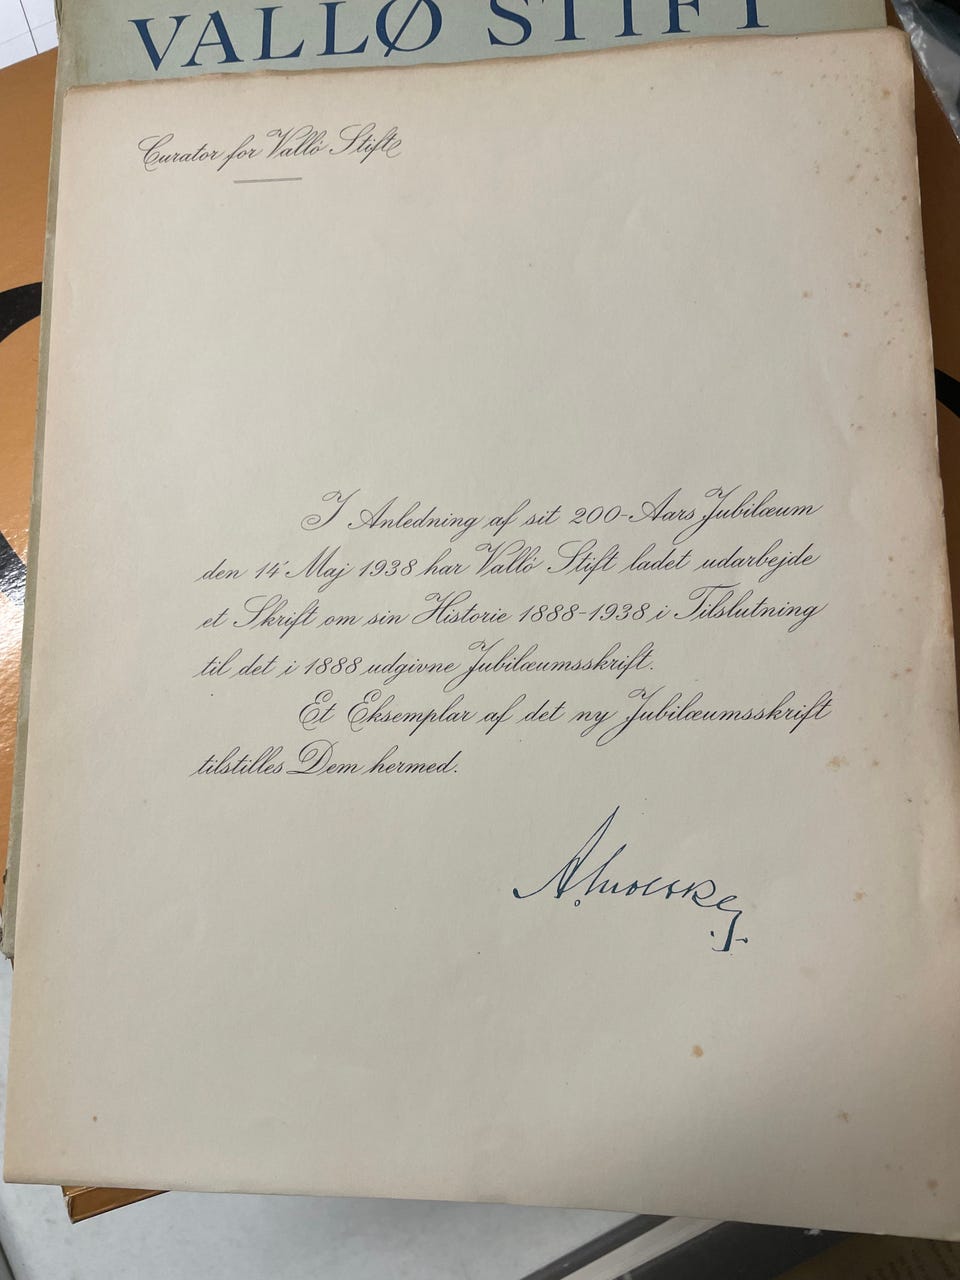 VALLØ STIFT
Curator for Vallö Stift
I Anledning af sit 200-Aars Jubilæum
den 14' Maj 1938 har Vallö Stift ladet udarbejde
et Skrift om sin Historie 1888-1938 i Tilslutning
til det i 1888 udgivne Jubilæumsskrift.
Et Eksemplar af det ny Jubilæumsskrift
tilstilles Dem hermed.